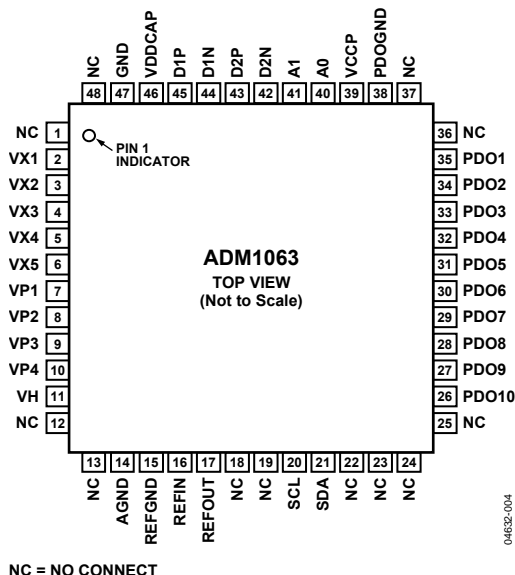 NC
GND
VDDCAP
D1P
D1N
D2P
D2N
A1
A0
VCCP
PDOGND
NC
48 47 46 45 44 43 42 41 40 39 38 37
NC 1
VX1 2
VX2 3
VX3 4
VX4 5
VX5 6
VP1 7
VP2 8
VP3 9
VP4 10
VH 11
NC 12
PIN 1
INDICATOR
ADM1063
TOP VIEW
(Not to Scale)
36 NC
35 PDO1
34 PDO2
33 PDO3
32 PDO4
31 PDO5
30 PDO6
29 PDO7
28 PDO8
27 PDO9
26 PDO10
25 NC
13 14 15 16 17 18 19 20 21 22 23 24
NC
AGND
REFGND
REFIN
REFOUT
NC
NC
SCL
SDA
NC
NC
NC
04632-004
NC = NO CONNECT